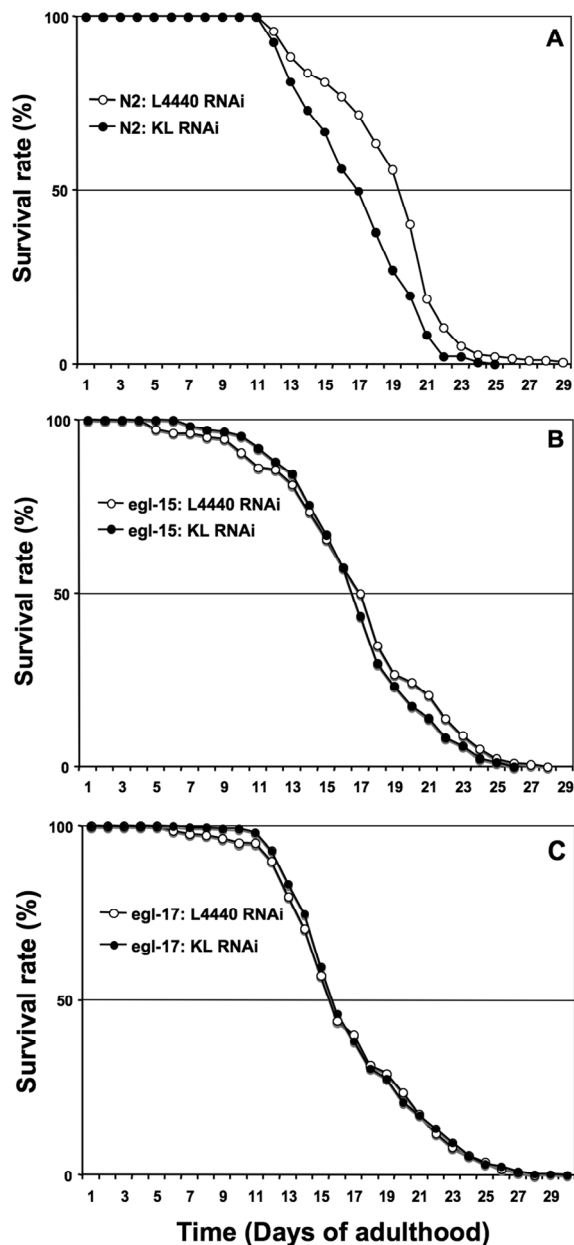 A
100
50
0
Survival rate (%)
N2: L4440 RNAi
N2: KL RNAi
1 3 5 7 9 11 13 15 17 19 21 23 25 27 29
B
100
50
0
Survival rate (%)
egl-15: L4440 RNAi
egl-15: KL RNAi
1 3 5 7 9 11 13 15 17 19 21 23 25 27 29
C
100
50
0
Survival rate (%)
egl-17: L4440 RNAi
egl-17: KL RNAi
1 3 5 7 9 11 13 15 17 19 21 23 25 27 29
Time (Days of adulthood)